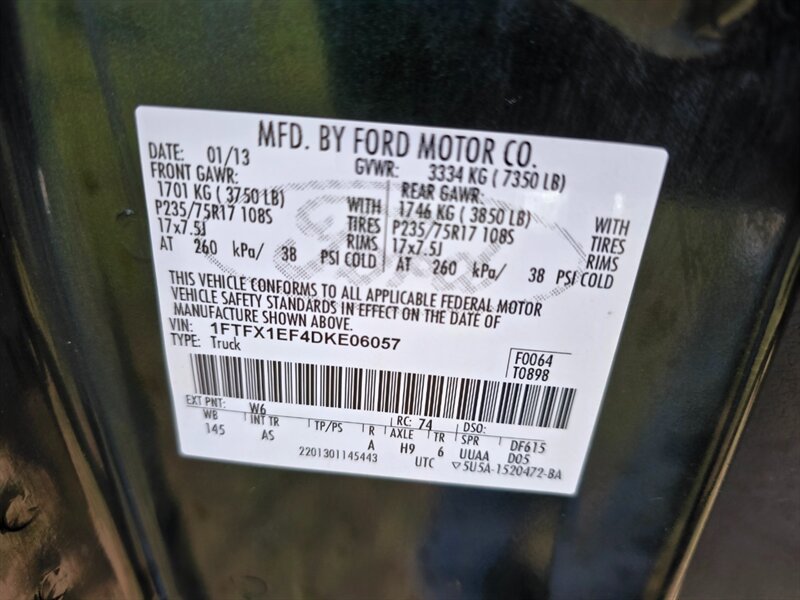 MFD. BY FORD MOTOR CO.
DATE: 01/13 GVWR: 3334 KG ( 7350 LB)
FRONT GAWR: REAR GAWR:
1701 KG ( 3750 LB) WITH 1746 KG ( 3850 LB) WITH
P235/75R17 108S TIRES P235/75R17 108S TIRES
17x7.5J RIMS 17x7.5J RIMS
AT 260 kPa/ 38 PSI COLD AT 260 kPa/ 38 PSI COLD
THIS VEHICLE CONFORMS TO ALL APPLICABLE FEDERAL MOTOR
VEHICLE SAFETY STANDARDS IN EFFECT ON THE DATE OF
MANUFACTURE SHOWN ABOVE.
VIN: 1FTFX1EF4DKE06057
TYPE: Truck
F0064
T0898
EXT PNT: W6 RC: 74 DSO:
WB INT TR TP/PS R AXLE TR SPR DF615
145 AS A H9 6 UUAA D05
2201301145443 UTC ▽5U5A-1520472-BA